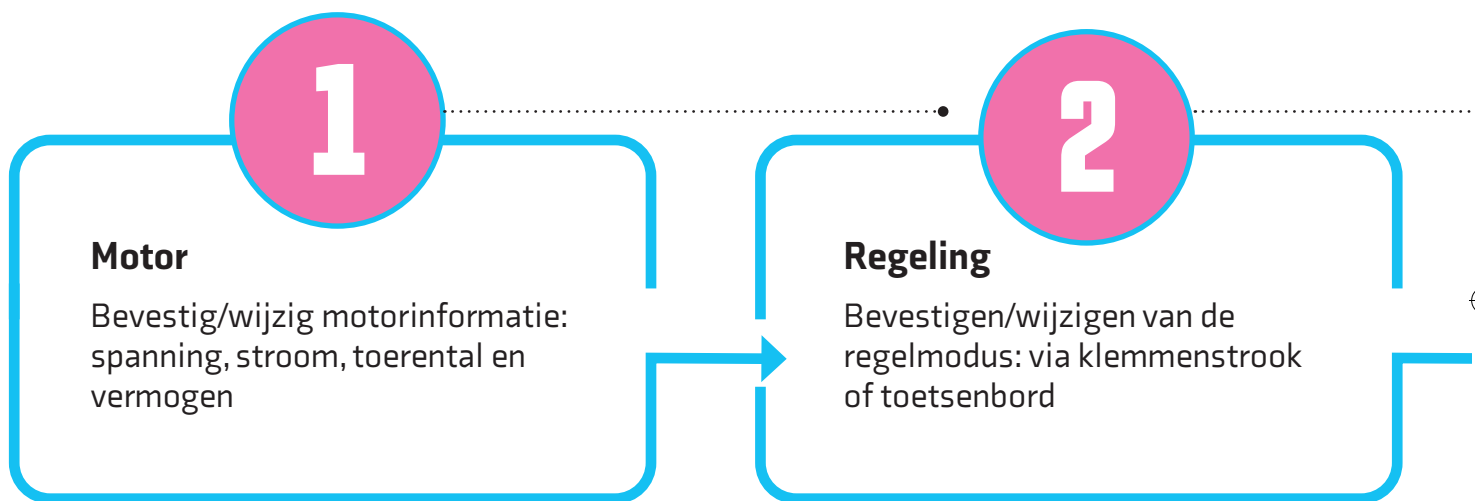 1
Motor
Bevestig/wijzig motorinformatie:
spanning, stroom, toerental en
vermogen
2
Regeling
Bevestigen/wijzigen van de
regelmodus: via klemmenstrook
of toetsenbord